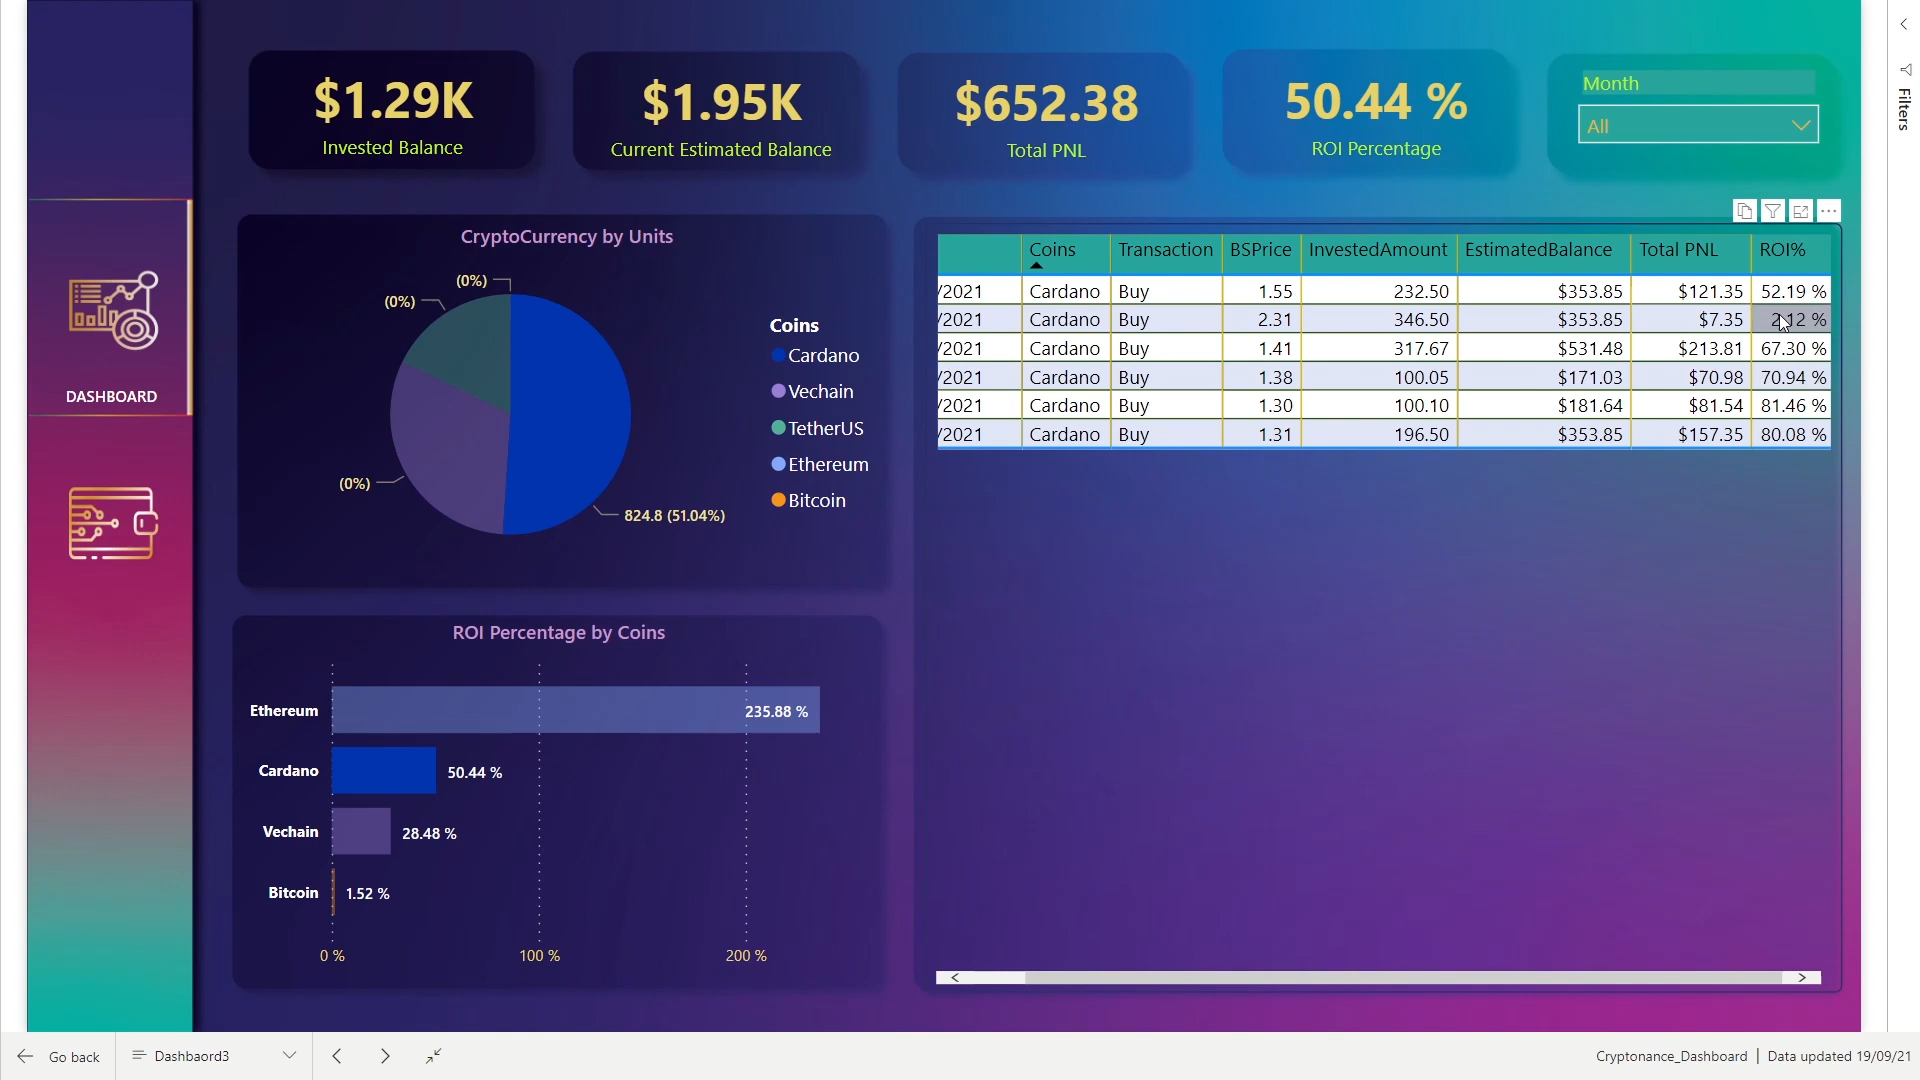 $1.29K
Invested Balance
$1.95K
Current Estimated Balance
$652.38
Total PNL
50.44 %
ROI Percentage
Month
All
Filters
DASHBOARD
CryptoCurrency by Units
(0%)
(0%)
(0%)
824.8 (51.04%)
Coins
Cardano
Vechain
TetherUS
Ethereum
Bitcoin
Coins Transaction BSPrice InvestedAmount EstimatedBalance Total PNL ROI%
/2021 Cardano Buy 1.55 232.50 $353.85 $121.35 52.19 %
/2021 Cardano Buy 2.31 346.50 $353.85 $7.35 2.12 %
/2021 Cardano Buy 1.41 317.67 $531.48 $213.81 67.30 %
/2021 Cardano Buy 1.38 100.05 $171.03 $70.98 70.94 %
/2021 Cardano Buy 1.30 100.10 $181.64 $81.54 81.46 %
/2021 Cardano Buy 1.31 196.50 $353.85 $157.35 80.08 %
ROI Percentage by Coins
Ethereum 235.88 %
Cardano 50.44 %
Vechain 28.48 %
Bitcoin 1.52 %
0 % 100 % 200 %
Go back
Dashbaord3
Cryptonance_Dashboard | Data updated 19/09/21